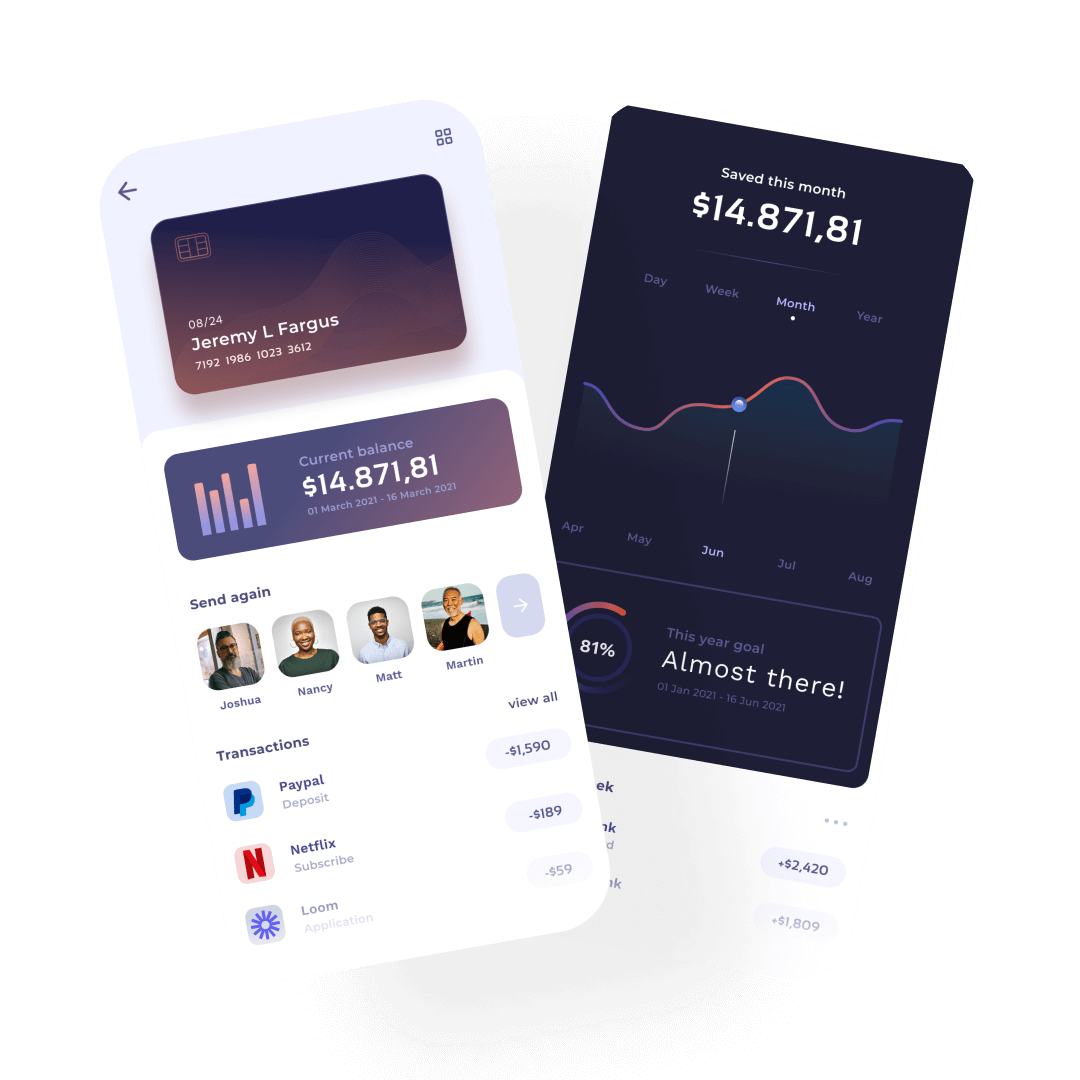 08/24
Jeremy L Fargus
7192 1986 1023 3612
Current balance
$14.871,81
01 March 2021 - 16 March 2021
Send again
Joshua
Nancy
Matt
Martin
Transactions
view all
Paypal
Deposit
-$1,590
Netflix
Subscribe
-$189
Loom
Application
-$59
Saved this month
$14.871,81
Day Week Month Year
Apr May Jun Jul Aug
81%
This year goal
Almost there!
01 Jan 2021 - 16 Jun 2021
ek
nk
d
+$2,420
nk
+$1,809